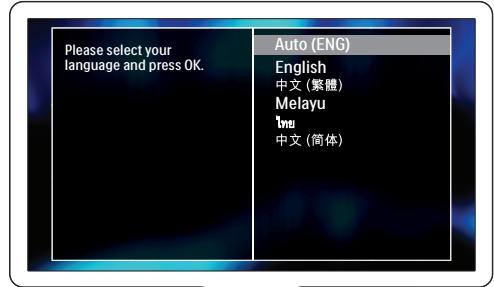 Please select your
language and press OK.
Auto (ENG)
English
中文 (繁體)
Melayu
ไทย
中文 (简体)